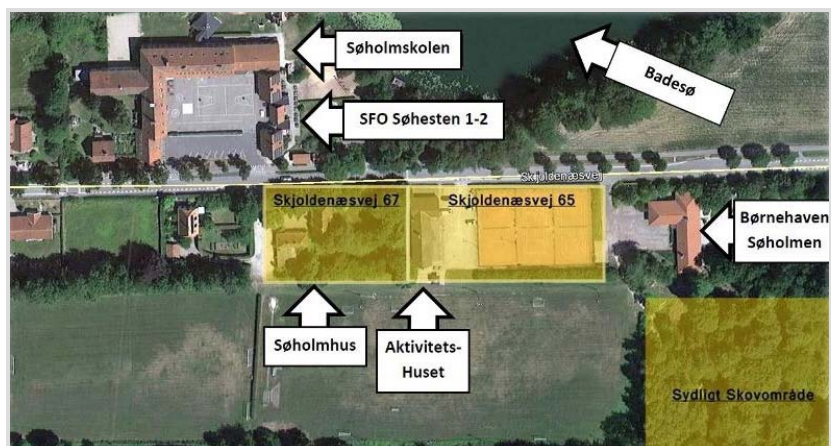 Søholmskolen
Badesø
SFO Søhesten 1-2
Skjoldenæsvej
Skjoldenæsvej 67
Skjoldenæsvej 65
Børnehaven
Søholmen
Søholmhus
Aktivitets-
Huset
Sydligt Skovområde